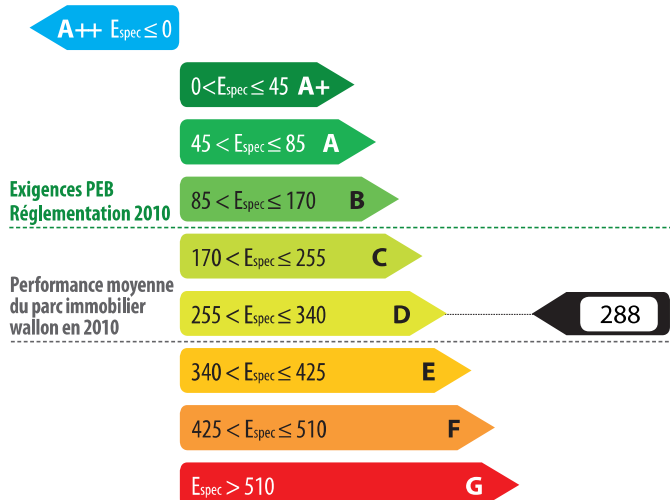 A++ Espec ≤ 0
0<Espec ≤ 45 A+
45 < Espec ≤ 85 A
Exigences PEB
Réglementation 2010
85 < Espec ≤ 170 B
170 < Espec ≤ 255 C
Performance moyenne
du parc immobilier
wallon en 2010
255 < Espec ≤ 340 D
288
340 < Espec ≤ 425 E
425 < Espec ≤ 510 F
Espec > 510 G